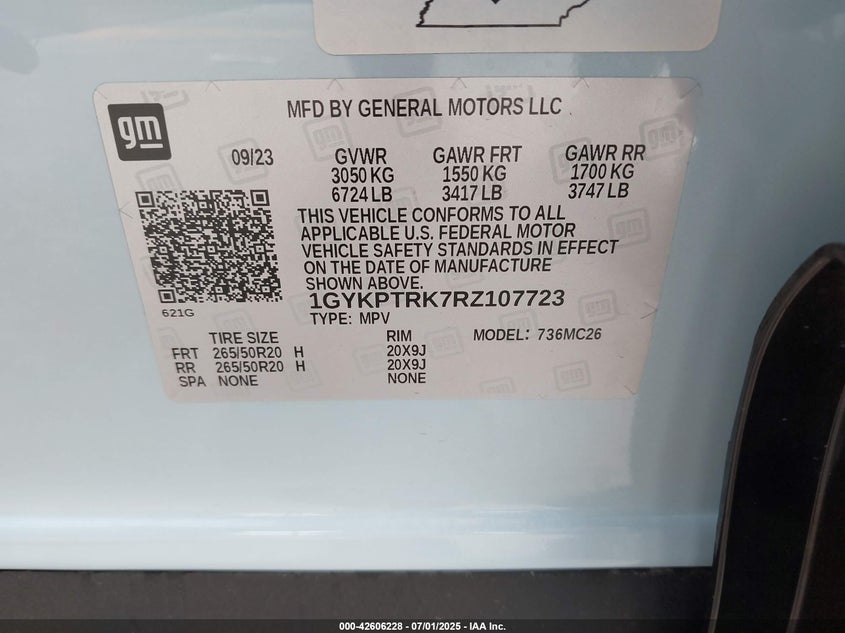 gm
MFD BY GENERAL MOTORS LLC
09/23 GVWR GAWR FRT GAWR RR
3050 KG 1550 KG 1700 KG
6724 LB 3417 LB 3747 LB
THIS VEHICLE CONFORMS TO ALL
APPLICABLE U.S. FEDERAL MOTOR
VEHICLE SAFETY STANDARDS IN EFFECT
ON THE DATE OF MANUFACTURE
SHOWN ABOVE.
1GYKPTRK7RZ107723
621G
TYPE: MPV
TIRE SIZE RIM MODEL: 736MC26
FRT 265/50R20 H 20X9J
RR 265/50R20 H 20X9J
SPA NONE NONE
000-42606228 - 07/01/2025 - IAA Inc.